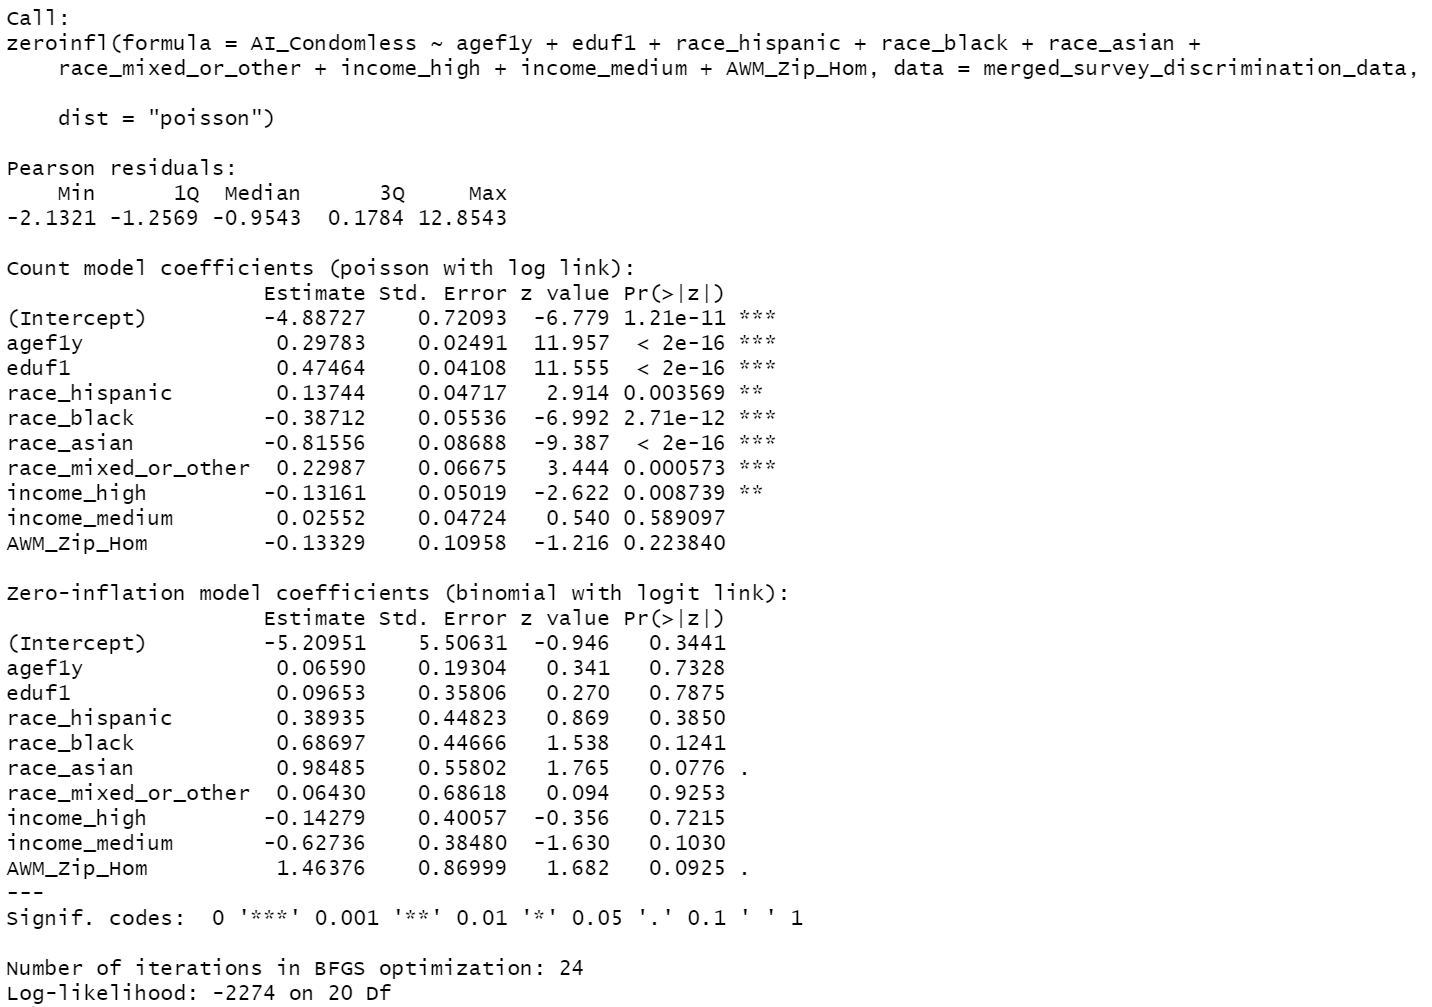 Call:
zeroinfl(formula = AI_Condomless ~ agef1y + eduf1 + race_hispanic + race_black + race_asian +
    race_mixed_or_other + income_high + income_medium + AWM_Zip_Hom, data = merged_survey_discrimination_data,
    dist = "poisson")
Pearson residuals:
    Min      1Q  Median      3Q     Max
-2.1321 -1.2569 -0.9543  0.1784 12.8543
Count model coefficients (poisson with log link):
                    Estimate Std. Error z value Pr(>|z|)
(Intercept)         -4.88727    0.72093  -6.779 1.21e-11 ***
agef1y               0.29783    0.02491  11.957  < 2e-16 ***
eduf1                0.47464    0.04108  11.555  < 2e-16 ***
race_hispanic        0.13744    0.04717   2.914 0.003569 **
race_black          -0.38712    0.05536  -6.992 2.71e-12 ***
race_asian          -0.81556    0.08688  -9.387  < 2e-16 ***
race_mixed_or_other  0.22987    0.06675   3.444 0.000573 ***
income_high         -0.13161    0.05019  -2.622 0.008739 **
income_medium        0.02552    0.04724   0.540 0.589097
AWM_Zip_Hom         -0.13329    0.10958  -1.216 0.223840
Zero-inflation model coefficients (binomial with logit link):
                    Estimate Std. Error z value Pr(>|z|)
(Intercept)         -5.20951    5.50631  -0.946   0.3441
agef1y               0.06590    0.19304   0.341   0.7328
eduf1                0.09653    0.35806   0.270   0.7875
race_hispanic        0.38935    0.44823   0.869   0.3850
race_black           0.68697    0.44666   1.538   0.1241
race_asian           0.98485    0.55802   1.765   0.0776 .
race_mixed_or_other  0.06430    0.68618   0.094   0.9253
income_high         -0.14279    0.40057  -0.356   0.7215
income_medium       -0.62736    0.38480  -1.630   0.1030
AWM_Zip_Hom          1.46376    0.86999   1.682   0.0925 .
---
Signif. codes:  0 '***' 0.001 '**' 0.01 '*' 0.05 '.' 0.1 ' ' 1
Number of iterations in BFGS optimization: 24
Log-likelihood: -2274 on 20 Df